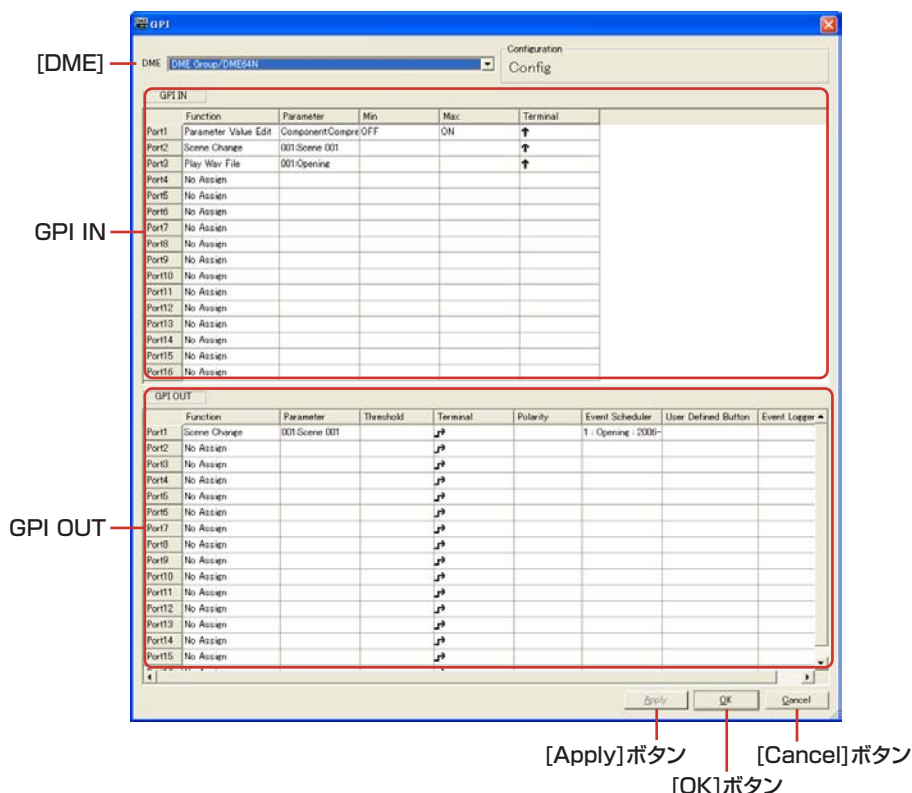 GPI
[DME]
DME DME Group/DME64N
Configuration
Config
GPI IN
GPI IN
Function Parameter Min Max Terminal
Port1 Parameter Value Edit Component:Compre OFF ON
Port2 Scene Change 001:Scene 001
Port3 Play Wav File 001:Opening
Port4 No Assign
Port5 No Assign
Port6 No Assign
Port7 No Assign
Port8 No Assign
Port9 No Assign
Port10 No Assign
Port11 No Assign
Port12 No Assign
Port13 No Assign
Port14 No Assign
Port15 No Assign
Port16 No Assign
GPI OUT
GPI OUT
Function Parameter Threshold Terminal Polarity Event Scheduler User Defined Button Event Logger
Port1 Scene Change 001:Scene 001 1 : Opening : 2006-
Port2 No Assign
Port3 No Assign
Port4 No Assign
Port5 No Assign
Port6 No Assign
Port7 No Assign
Port8 No Assign
Port9 No Assign
Port10 No Assign
Port11 No Assign
Port12 No Assign
Port13 No Assign
Port14 No Assign
Port15 No Assign
Apply OK Cancel
[Apply]ボタン
[Cancel]ボタン
[OK]ボタン